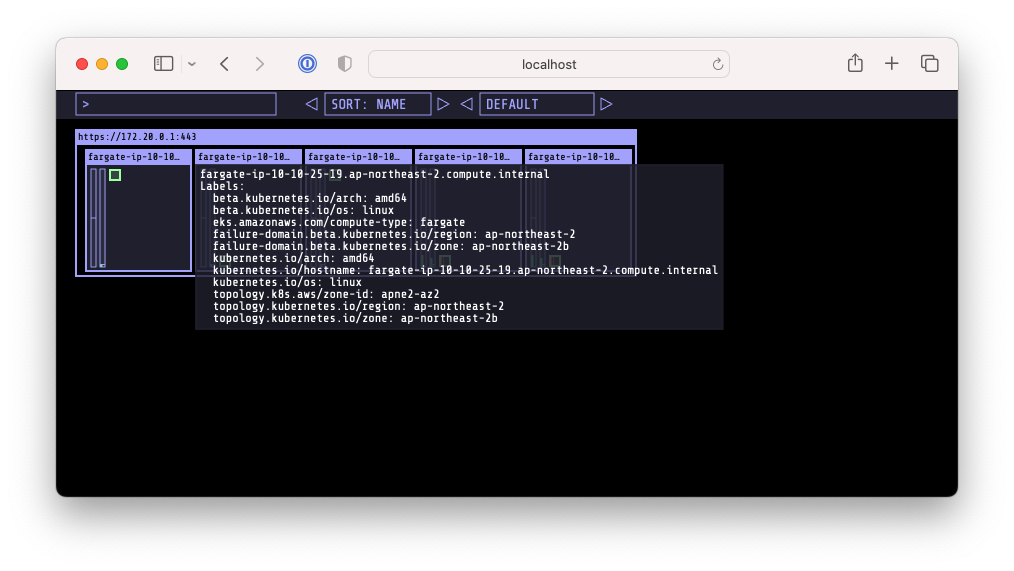 localhost
>
SORT: NAME
DEFAULT
https://172.20.0.1:443
fargate-ip-10-10… fargate-ip-10-10… fargate-ip-10-10… fargate-ip-10-10… fargate-ip-10-10…
fargate-ip-10-10-25-19.ap-northeast-2.compute.internal
Labels:
beta.kubernetes.io/arch: amd64
beta.kubernetes.io/os: linux
eks.amazonaws.com/compute-type: fargate
failure-domain.beta.kubernetes.io/region: ap-northeast-2
failure-domain.beta.kubernetes.io/zone: ap-northeast-2b
kubernetes.io/arch: amd64
kubernetes.io/hostname: fargate-ip-10-10-25-19.ap-northeast-2.compute.internal
kubernetes.io/os: linux
topology.k8s.aws/zone-id: apne2-az2
topology.kubernetes.io/region: ap-northeast-2
topology.kubernetes.io/zone: ap-northeast-2b